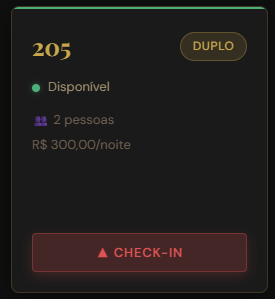 205
DUPLO
Disponível
2 pessoas
R$ 300,00/noite
▲ CHECK-IN